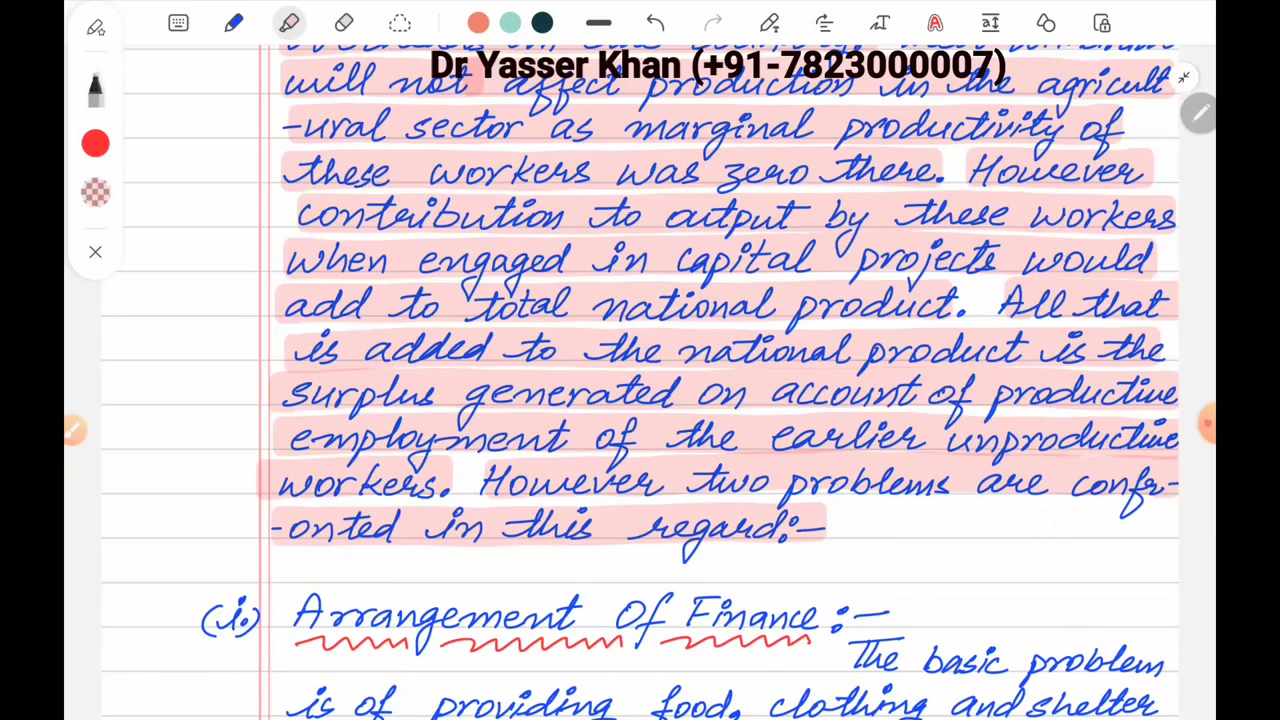 Dr Yasser Khan (+91-7823000007)
will not affect production in the agricult
-ural sector as marginal productivity of
these workers was zero there. However
contribution to output by these workers
when engaged in capital projects would
add to total national product. All that
is added to the national product is the
surplus generated on account of productive
employment of the earlier unproductive
workers. However two problems are confr-
-onted in this regard:-
(i.) Arrangement Of Finance:-
The basic problem
is of providing food, clothing and shelter